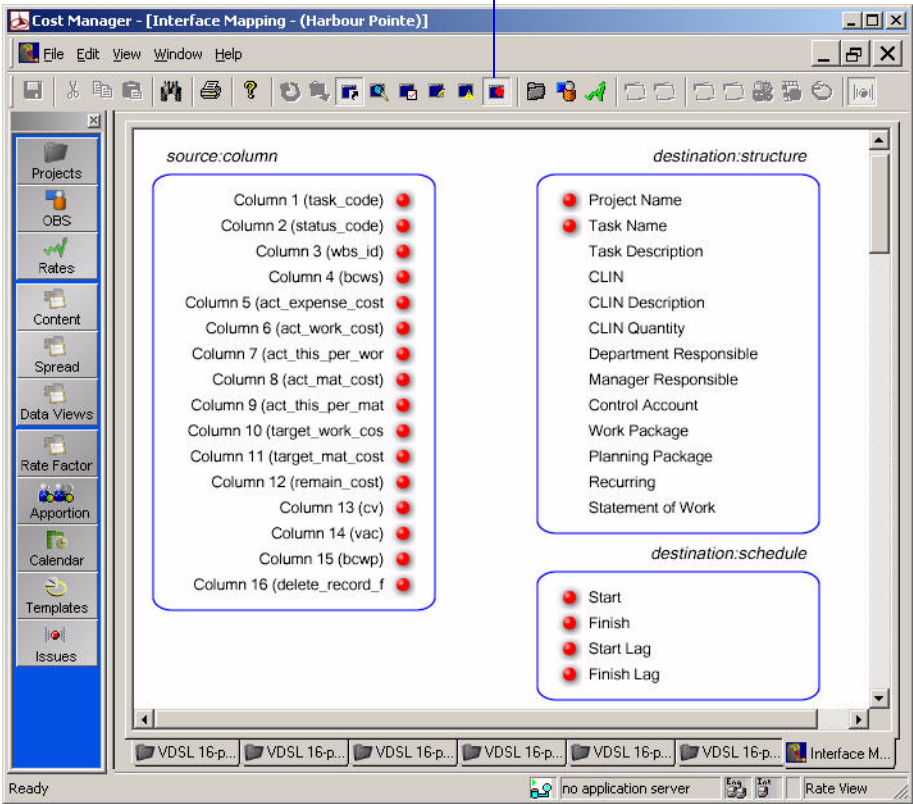 Cost Manager - [Interface Mapping - (Harbour Pointe)]
File Edit View Window Help
Projects
OBS
Rates
Content
Spread
Data Views
Rate Factor
Apportion
Calendar
Templates
Issues
source:column
Column 1 (task_code)
Column 2 (status_code)
Column 3 (wbs_id)
Column 4 (bcws)
Column 5 (act_expense_cost
Column 6 (act_work_cost)
Column 7 (act_this_per_wor
Column 8 (act_mat_cost)
Column 9 (act_this_per_mat
Column 10 (target_work_cos
Column 11 (target_mat_cost
Column 12 (remain_cost)
Column 13 (cv)
Column 14 (vac)
Column 15 (bcwp)
Column 16 (delete_record_f
destination:structure
Project Name
Task Name
Task Description
CLIN
CLIN Description
CLIN Quantity
Department Responsible
Manager Responsible
Control Account
Work Package
Planning Package
Recurring
Statement of Work
destination:schedule
Start
Finish
Start Lag
Finish Lag
VDSL 16-p... VDSL 16-p... VDSL 16-p... VDSL 16-p... VDSL 16-p... VDSL 16-p... Interface M...
Ready no application server Eng Int Rate View